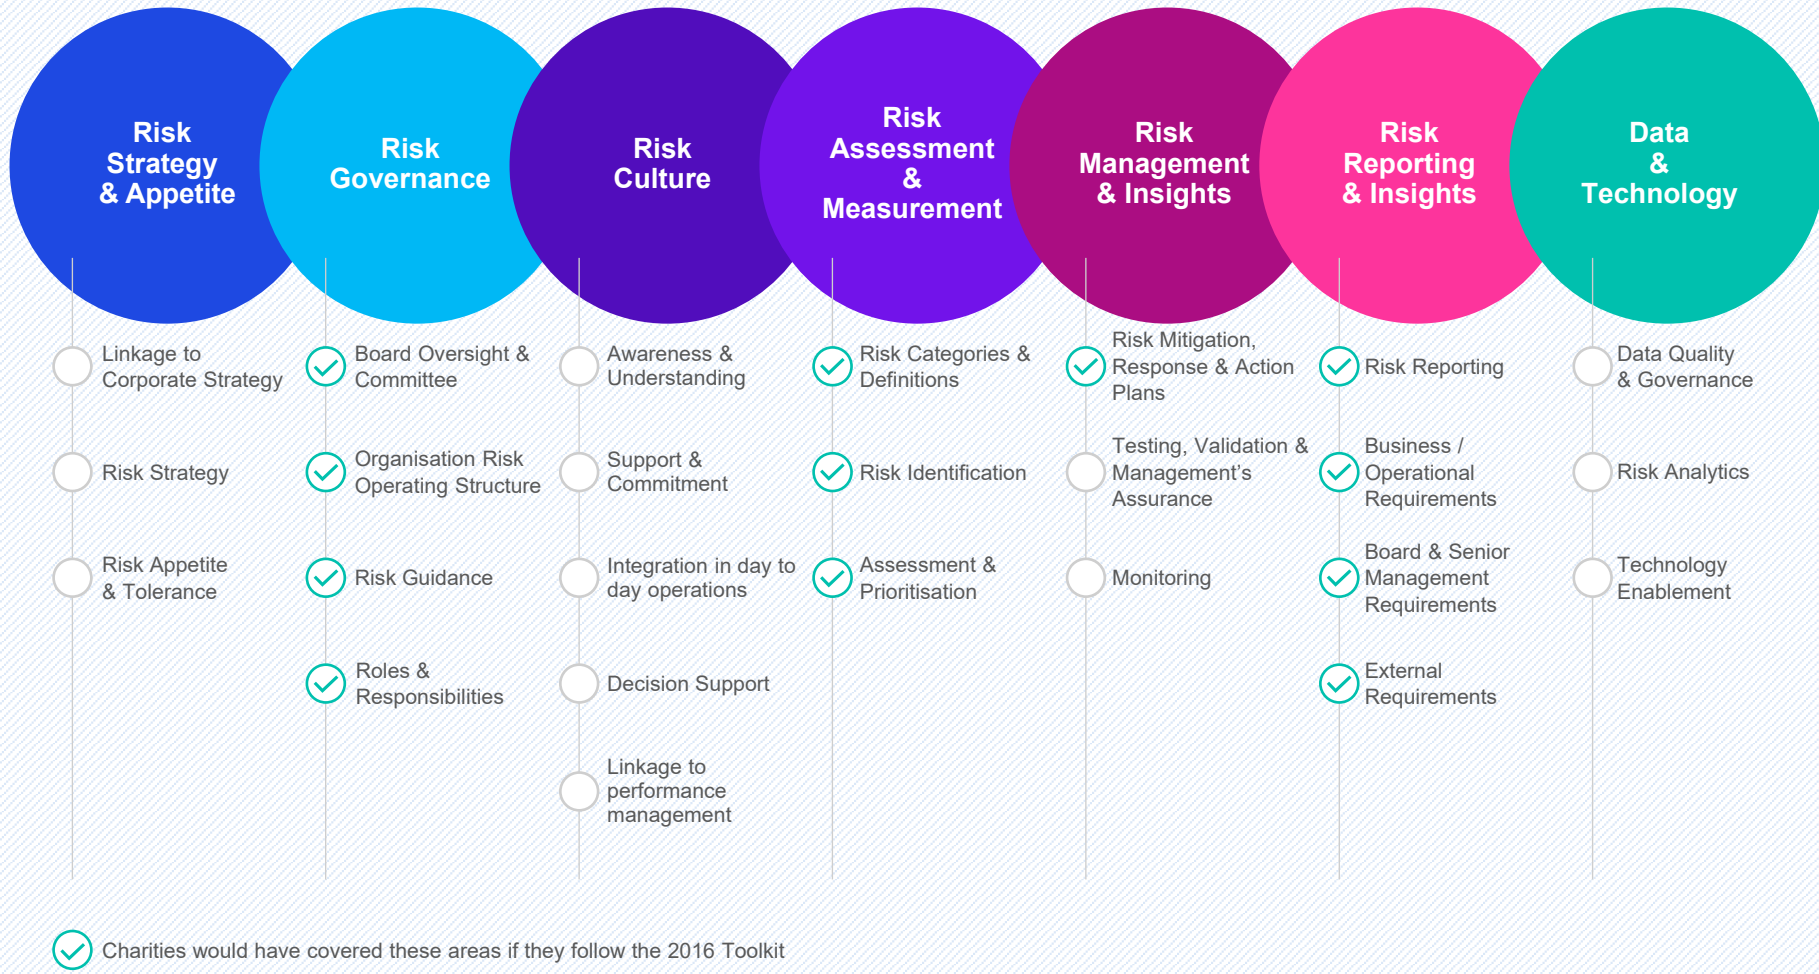 Risk
Strategy
& Appetite
Risk
Governance
Risk
Culture
Risk
Assessment
&
Measurement
Risk
Management
& Insights
Risk
Reporting
& Insights
Data
&
Technology
Linkage to
Corporate Strategy
Risk Strategy
Risk Appetite
& Tolerance
Board Oversight &
Committee
Organisation Risk
Operating Structure
Risk Guidance
Roles &
Responsibilities
Awareness &
Understanding
Support &
Commitment
Integration in day to
day operations
Decision Support
Linkage to
performance
management
Risk Categories &
Definitions
Risk Identification
Assessment &
Prioritisation
Risk Mitigation,
Response & Action
Plans
Testing, Validation &
Management’s
Assurance
Monitoring
Risk Reporting
Business /
Operational
Requirements
Board & Senior
Management
Requirements
External
Requirements
Data Quality
& Governance
Risk Analytics
Technology
Enablement
Charities would have covered these areas if they follow the 2016 Toolkit